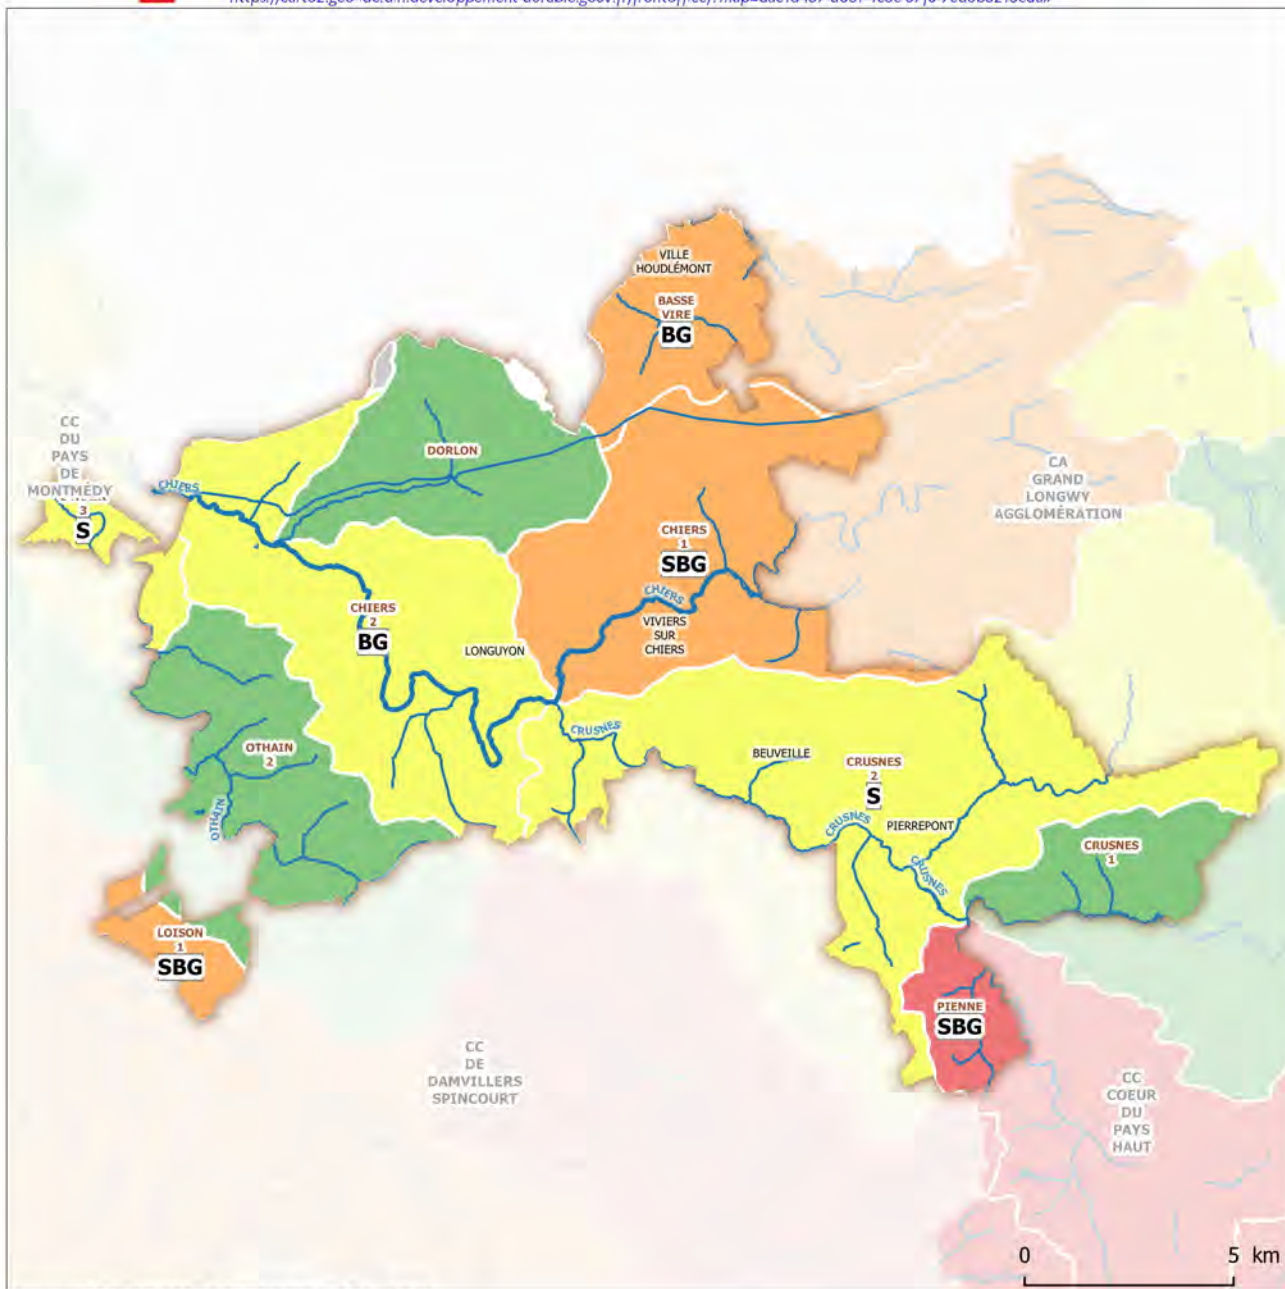 VILLE
HOUDLÉMONT
BASSE
VIRE
BG
CC
DU
PAYS
DE
MONTMÉDY
3
S
CHIERS
DORLON
CA
GRAND
LONGWY
AGGLOMÉRATION
CHIERS
1
SBG
CHIERS
VIVIERS
SUR
CHIERS
CHIERS
2
BG
LONGUYON
CRUSNES
BEUVEILLE
CRUSNES
2
S
OTHAIN
2
OTHAIN
CRUSNES
PIERREPONT
CRUSNES
CRUSNES
1
LOISON
1
SBG
PIENNE
SBG
CC
DE
DAMVILLERS
SPINCOURT
CC
COEUR
DU
PAYS
HAUT
0 5 km